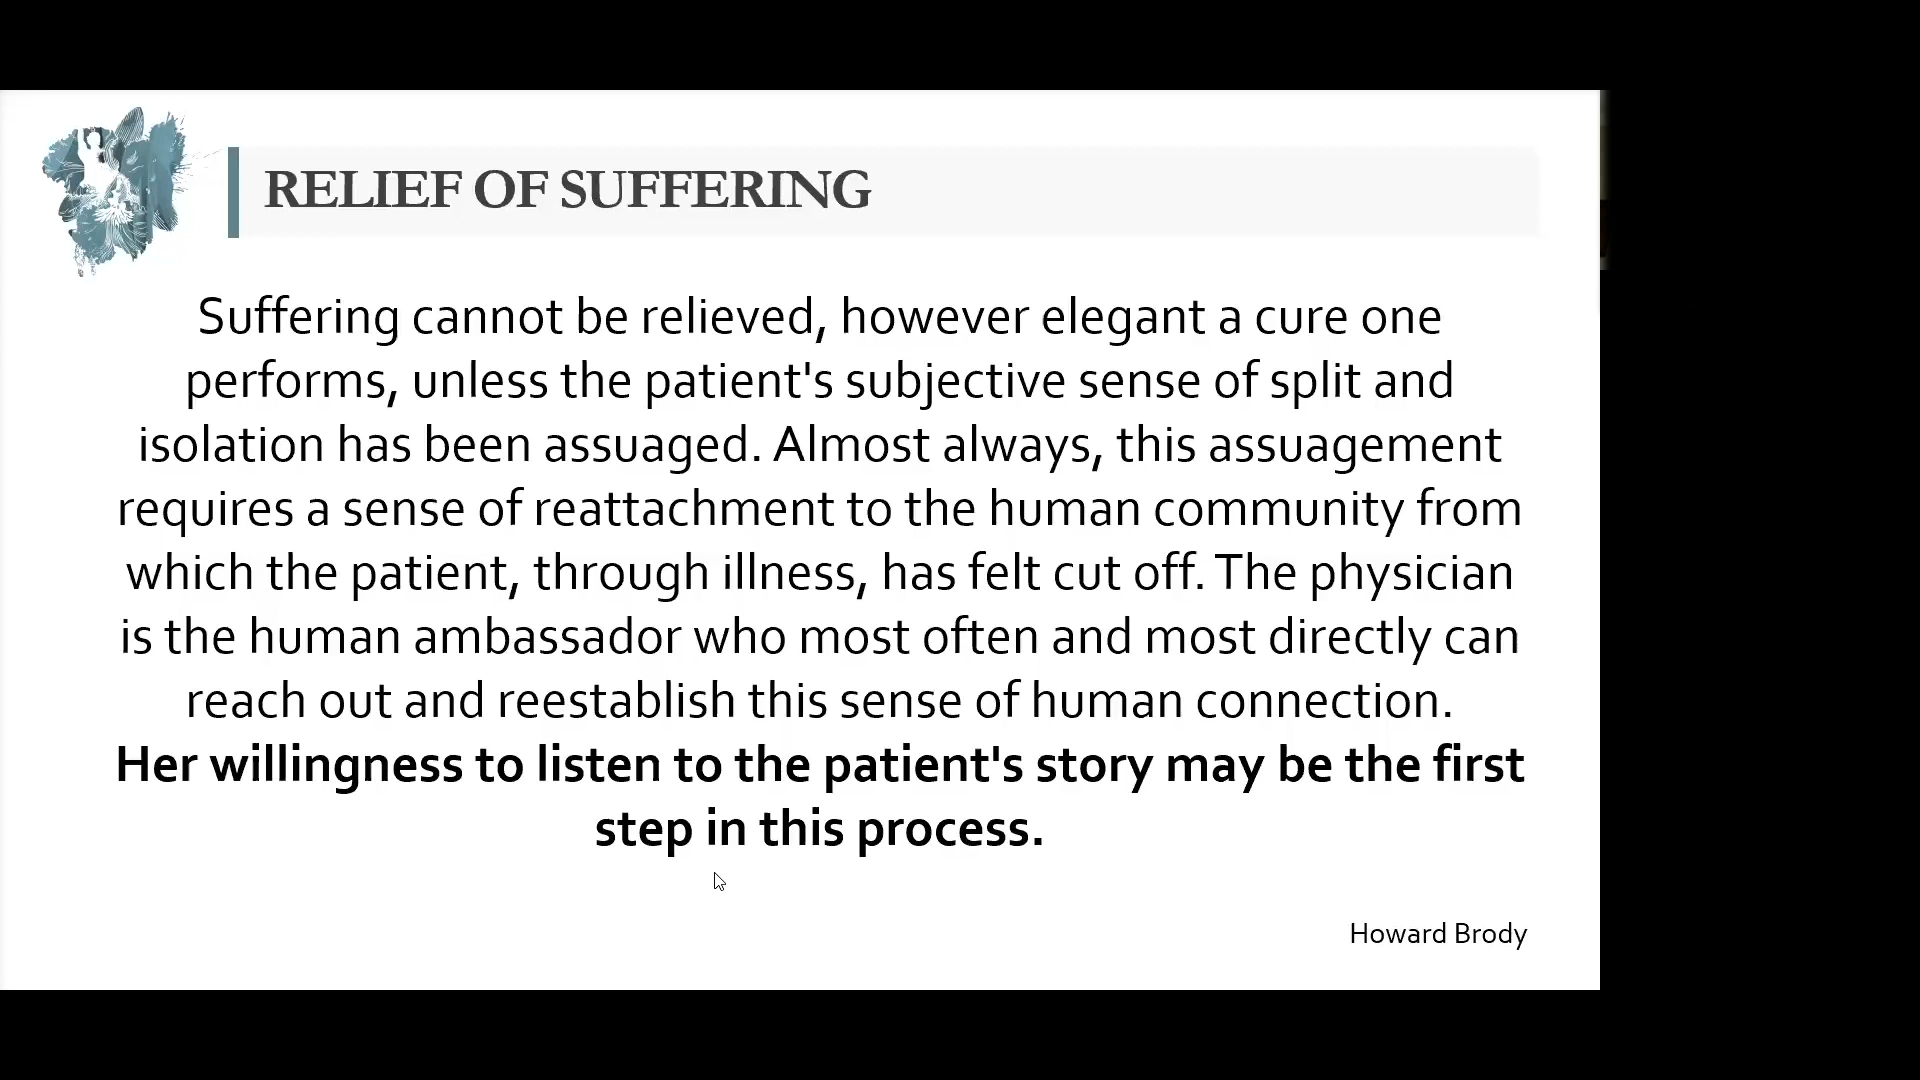 RELIEF OF SUFFERING
Suffering cannot be relieved, however elegant a cure one
performs, unless the patient's subjective sense of split and
isolation has been assuaged. Almost always, this assuagement
requires a sense of reattachment to the human community from
which the patient, through illness, has felt cut off. The physician
is the human ambassador who most often and most directly can
reach out and reestablish this sense of human connection.
Her willingness to listen to the patient's story may be the first
step in this process.
Howard Brody